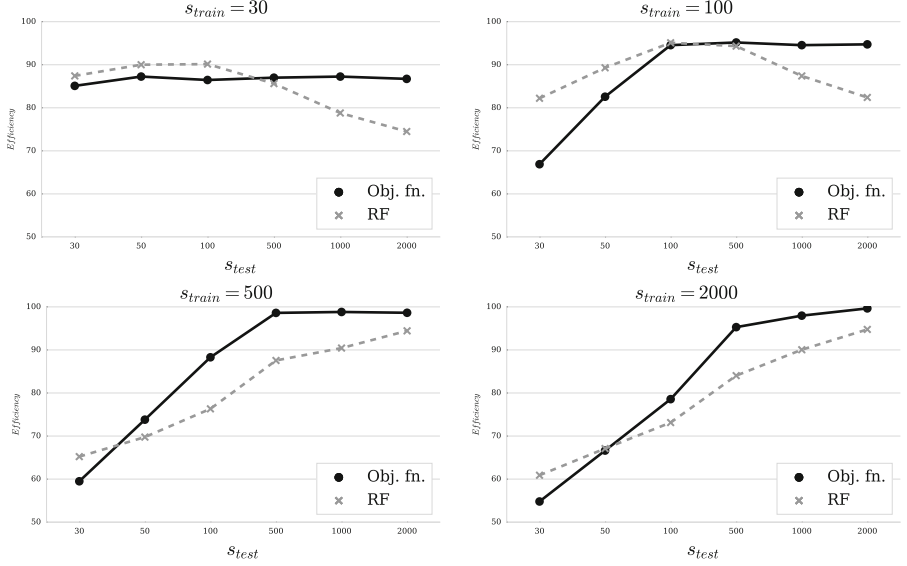 s_train = 30
100
90
80
70
60
50
Efficiency
Obj. fn.
RF
30 50 100 500 1000 2000
s_test
s_train = 100
100
90
80
70
60
50
Efficiency
Obj. fn.
RF
30 50 100 500 1000 2000
s_test
s_train = 500
100
90
80
70
60
50
Efficiency
Obj. fn.
RF
30 50 100 500 1000 2000
s_test
s_train = 2000
100
90
80
70
60
50
Efficiency
Obj. fn.
RF
30 50 100 500 1000 2000
s_test